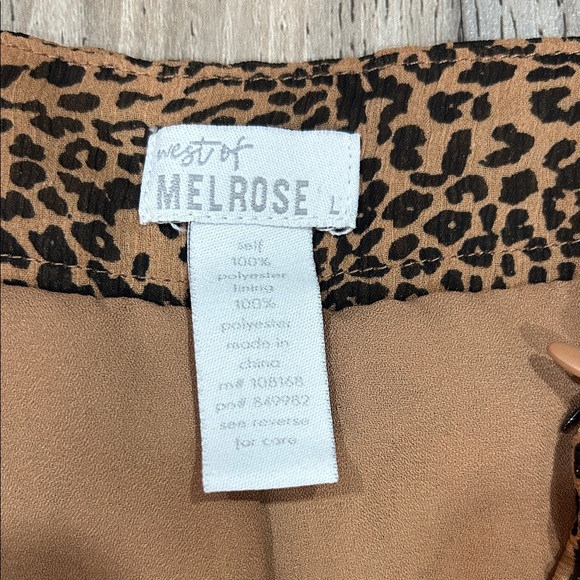 west of
MELROSE L
self
100%
polyester
lining
100%
polyester
made in
china
rn# 108168
pn# 849982
see reverse
for care